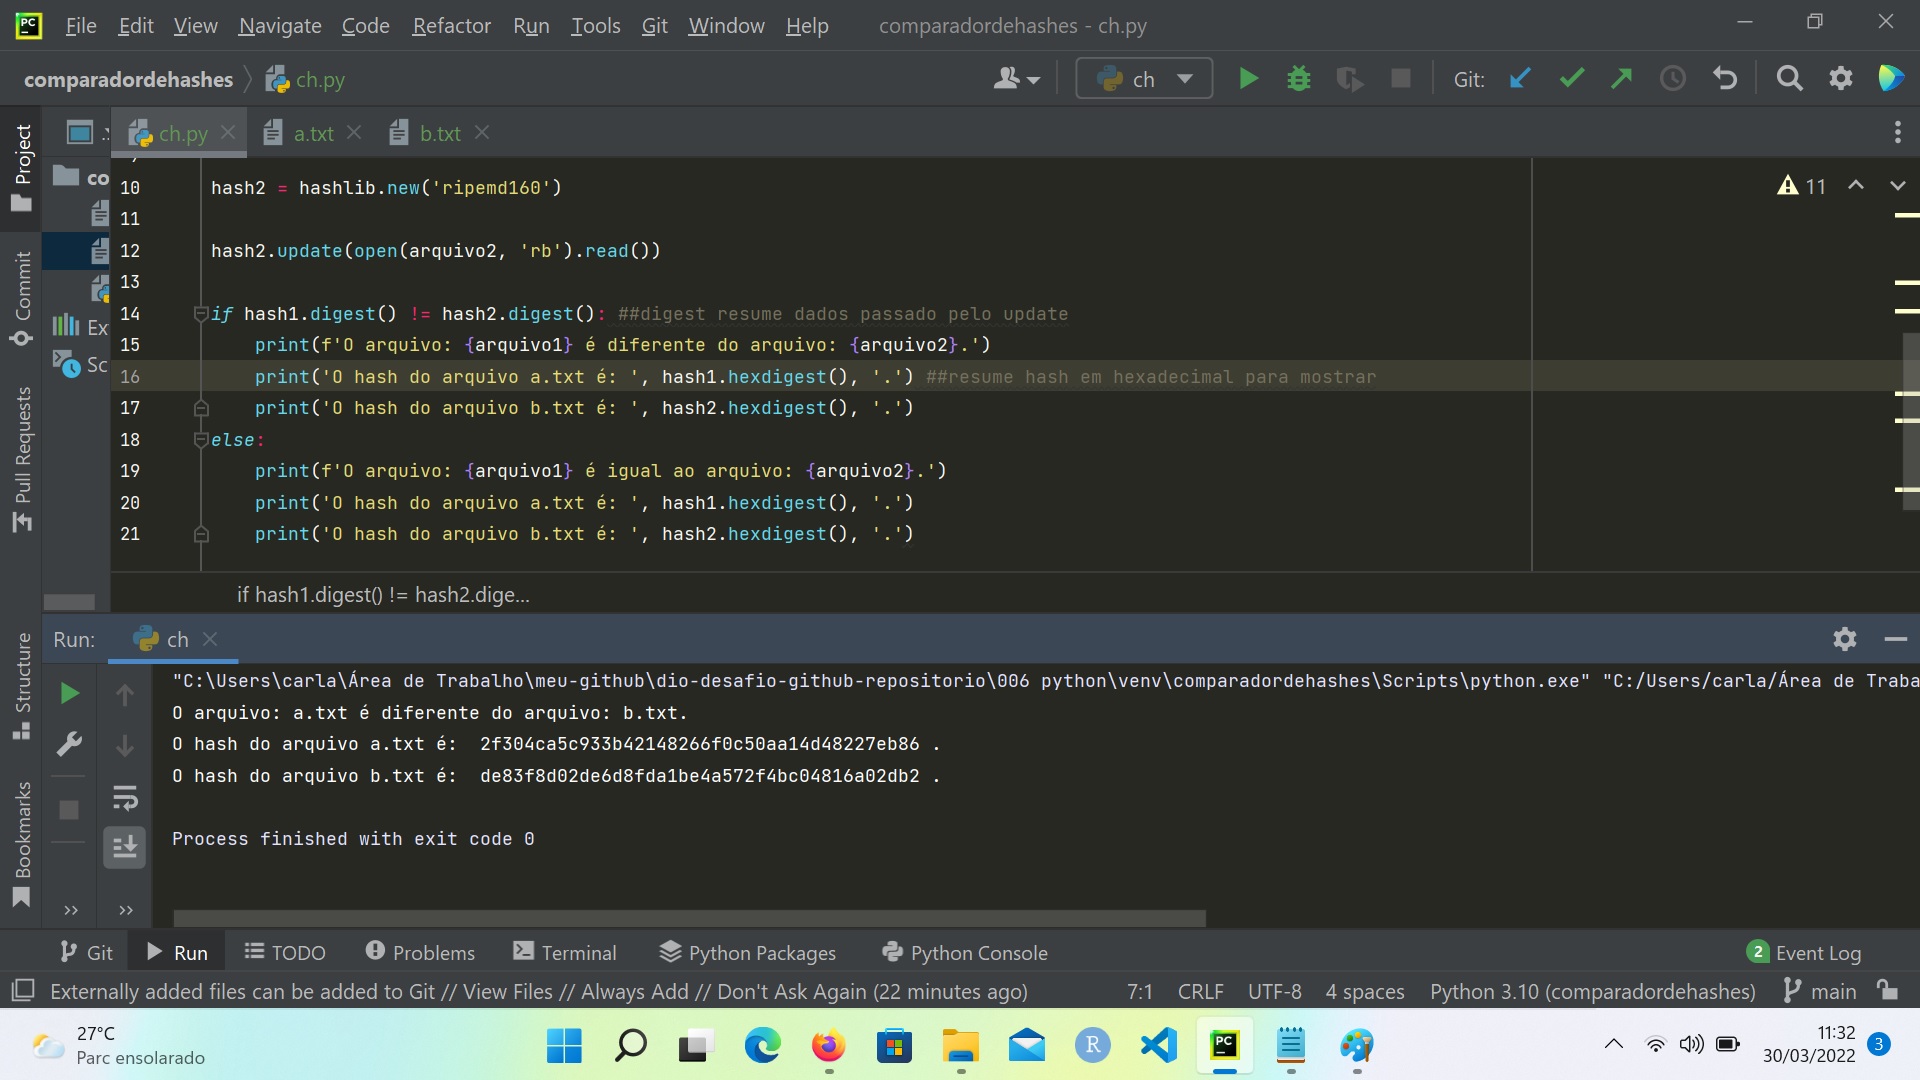 PC File Edit View Navigate Code Refactor Run Tools Git Window Help comparadordehashes - ch.py
comparadordehashes ch.py ch Git:
Project
ch.py a.txt b.txt
co
Ex
Sc
Commit
Pull Requests
Structure
Bookmarks
11
10 hash2 = hashlib.new('ripemd160')
11
12 hash2.update(open(arquivo2, 'rb').read())
13
14 if hash1.digest() != hash2.digest(): ##digest resume dados passado pelo update
15 print(f'O arquivo: {arquivo1} é diferente do arquivo: {arquivo2}.')
16 print('O hash do arquivo a.txt é: ', hash1.hexdigest(), '.') ##resume hash em hexadecimal para mostrar
17 print('O hash do arquivo b.txt é: ', hash2.hexdigest(), '.')
18 else:
19 print(f'O arquivo: {arquivo1} é igual ao arquivo: {arquivo2}.')
20 print('O hash do arquivo a.txt é: ', hash1.hexdigest(), '.')
21 print('O hash do arquivo b.txt é: ', hash2.hexdigest(), '.')
if hash1.digest() != hash2.dige...
Run: ch
"C:\Users\carla\Área de Trabalho\meu-github\dio-desafio-github-repositorio\006 python\venv\comparadordehashes\Scripts\python.exe" "C:/Users/carla/Área de Traba
O arquivo: a.txt é diferente do arquivo: b.txt.
O hash do arquivo a.txt é:  2f304ca5c933b42148266f0c50aa14d48227eb86 .
O hash do arquivo b.txt é:  de83f8d02de6d8fda1be4a572f4bc04816a02db2 .
Process finished with exit code 0
Git Run TODO Problems Terminal Python Packages Python Console 2 Event Log
Externally added files can be added to Git // View Files // Always Add // Don't Ask Again (22 minutes ago) 7:1 CRLF UTF-8 4 spaces Python 3.10 (comparadordehashes) main
27°C
Parc ensolarado
R
PC
11:32
30/03/2022
3